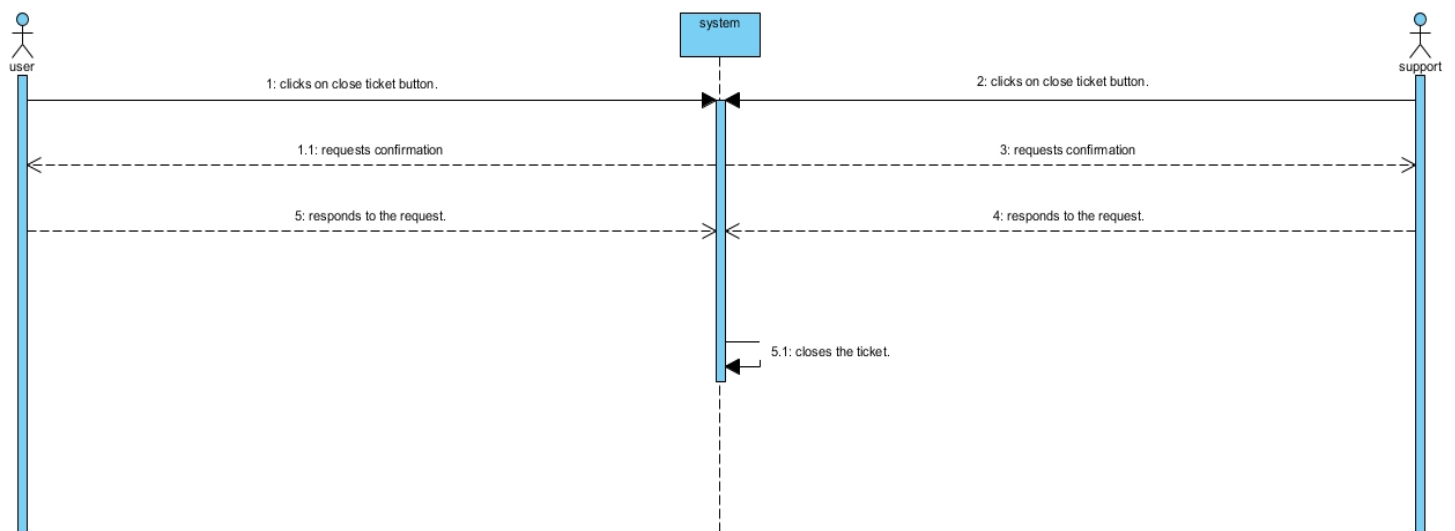 system
user
support
1: clicks on close ticket button.
2: clicks on close ticket button.
1.1: requests confirmation
3: requests confirmation
5: responds to the request.
4: responds to the request.
5.1: closes the ticket.